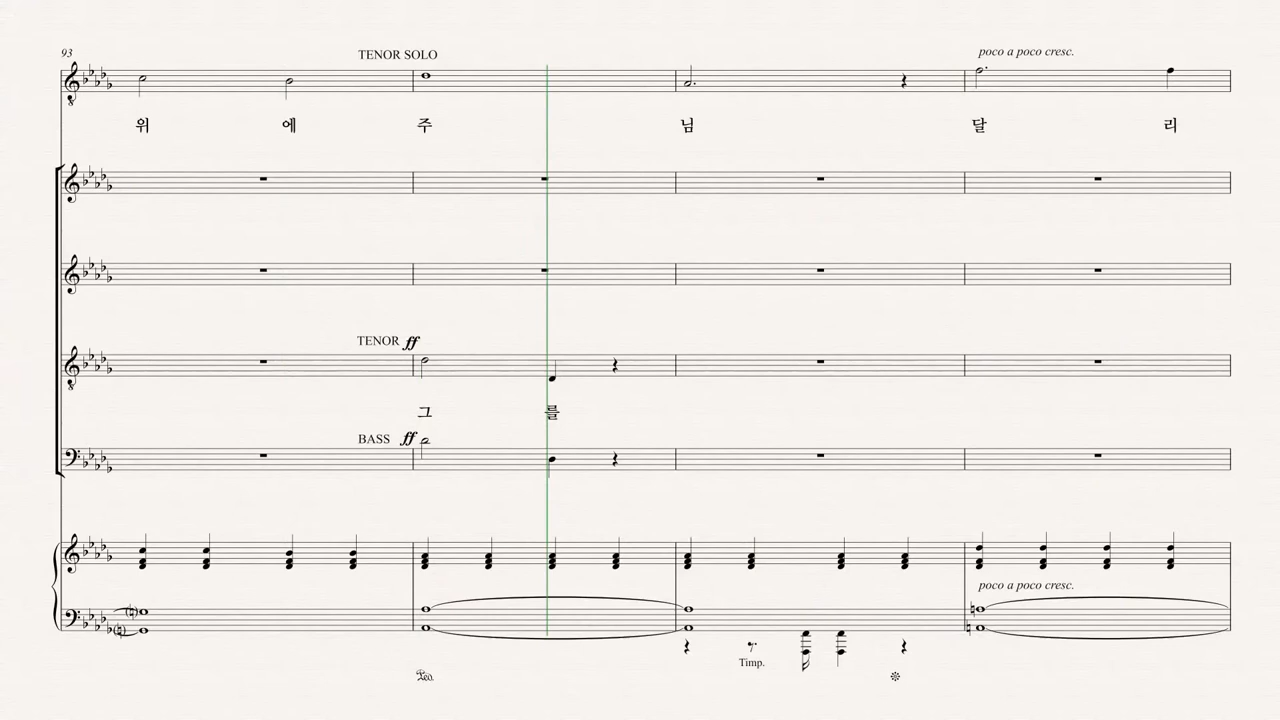 93
TENOR SOLO
poco a poco cresc.
위 에 주 님 달 리
TENOR ff
그 를
BASS ff
poco a poco cresc.
Timp.
Ped.